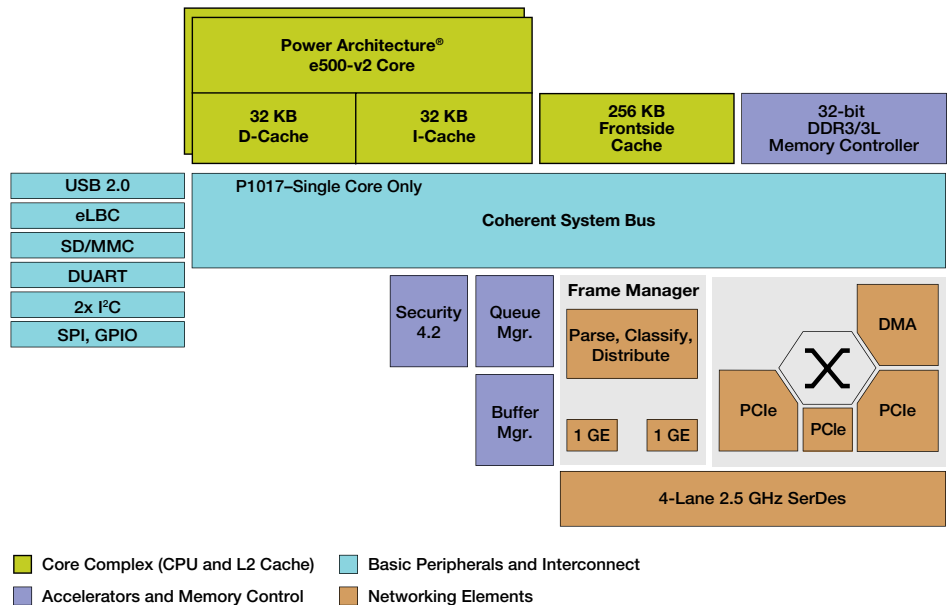 Power Architecture®
e500-v2 Core
32 KB
D-Cache
32 KB
I-Cache
256 KB
Frontside
Cache
32-bit
DDR3/3L
Memory Controller
USB 2.0
eLBC
SD/MMC
DUART
2x I²C
SPI, GPIO
P1017–Single Core Only
Coherent System Bus
Security
4.2
Queue
Mgr.
Buffer
Mgr.
Frame Manager
Parse, Classify,
Distribute
1 GE
1 GE
DMA
PCIe
PCIe
PCIe
4-Lane 2.5 GHz SerDes
Core Complex (CPU and L2 Cache)
Basic Peripherals and Interconnect
Accelerators and Memory Control
Networking Elements